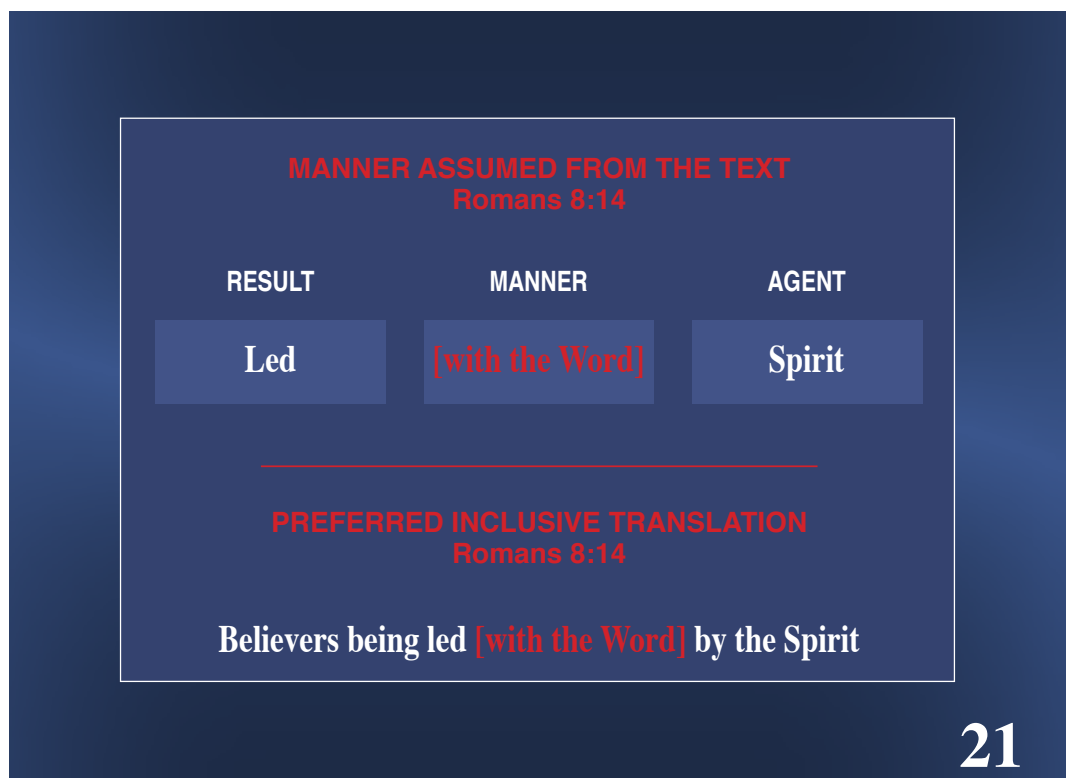 MANNER ASSUMED FROM THE TEXT
Romans 8:14
RESULT MANNER AGENT
Led [with the Word] Spirit
PREFERRED INCLUSIVE TRANSLATION
Romans 8:14
Believers being led [with the Word] by the Spirit
21